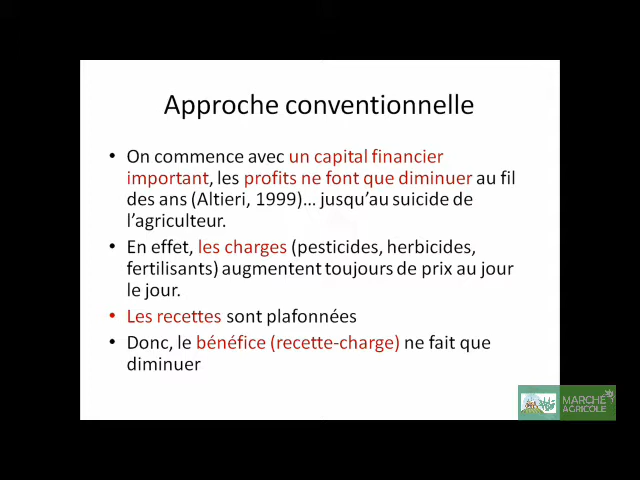 Approche conventionnelle
• On commence avec un capital financier
important, les profits ne font que diminuer au fil
des ans (Altieri, 1999)… jusqu'au suicide de
l'agriculteur.
• En effet, les charges (pesticides, herbicides,
fertilisants) augmentent toujours de prix au jour
le jour.
• Les recettes sont plafonnées
• Donc, le bénéfice (recette-charge) ne fait que
diminuer
MARCHE
AGRICOLE